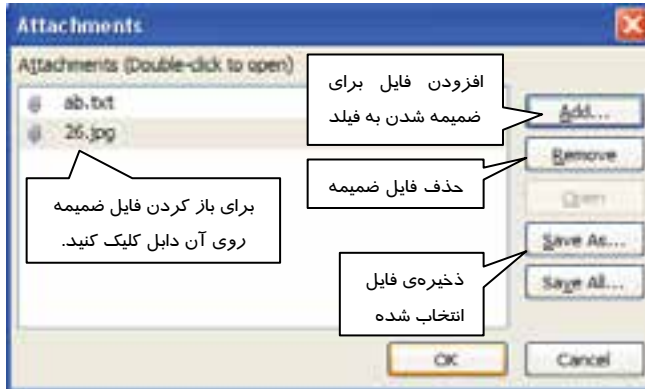 Attachments
Attachments (Double-click to open)
ab.txt
26.jpg
افزودن فایل برای
ضمیمه شدن به فیلد
Add...
Remove
حذف فایل ضمیمه
برای باز کردن فایل ضمیمه
روی آن دابل کلیک کنید.
Open
Save As...
ذخیره‌ی فایل
انتخاب شده
Save All...
OK
Cancel